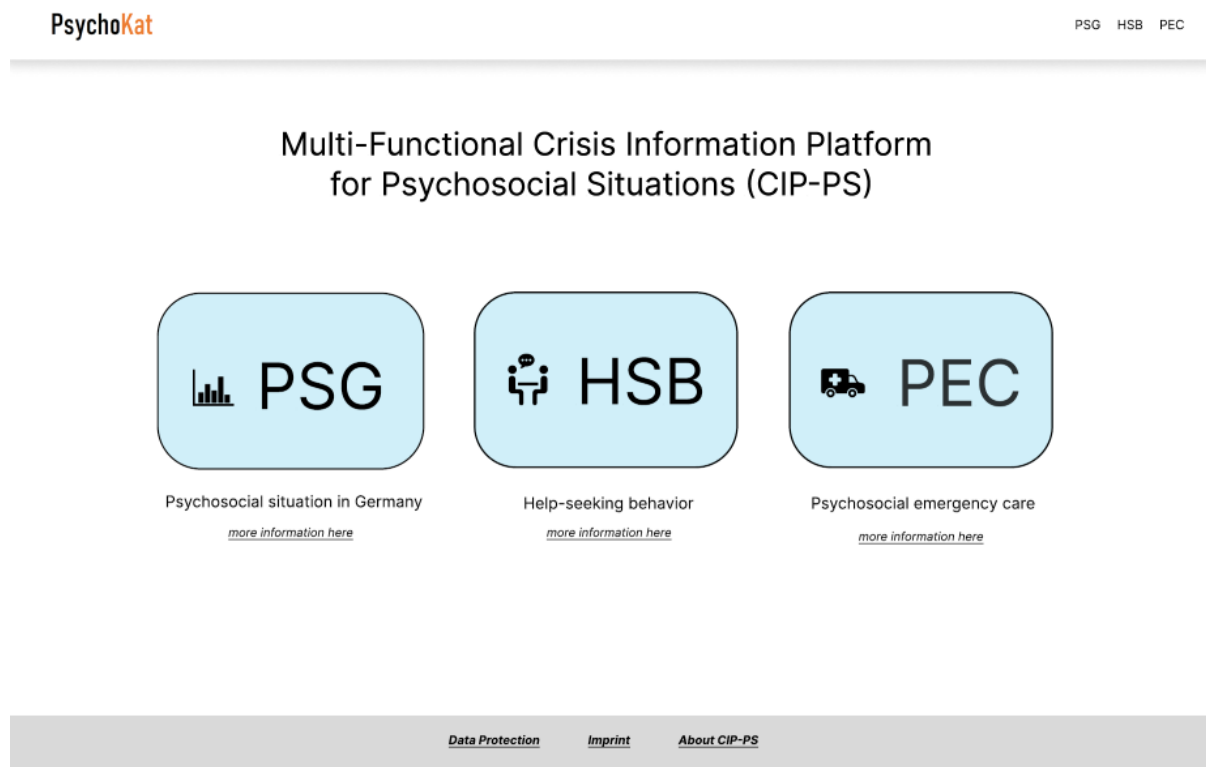 PsychoKat
PSG HSB PEC
Multi-Functional Crisis Information Platform
for Psychosocial Situations (CIP-PS)
PSG
HSB
PEC
Psychosocial situation in Germany
Help-seeking behavior
Psychosocial emergency care
more information here
more information here
more information here
Data Protection Imprint About CIP-PS